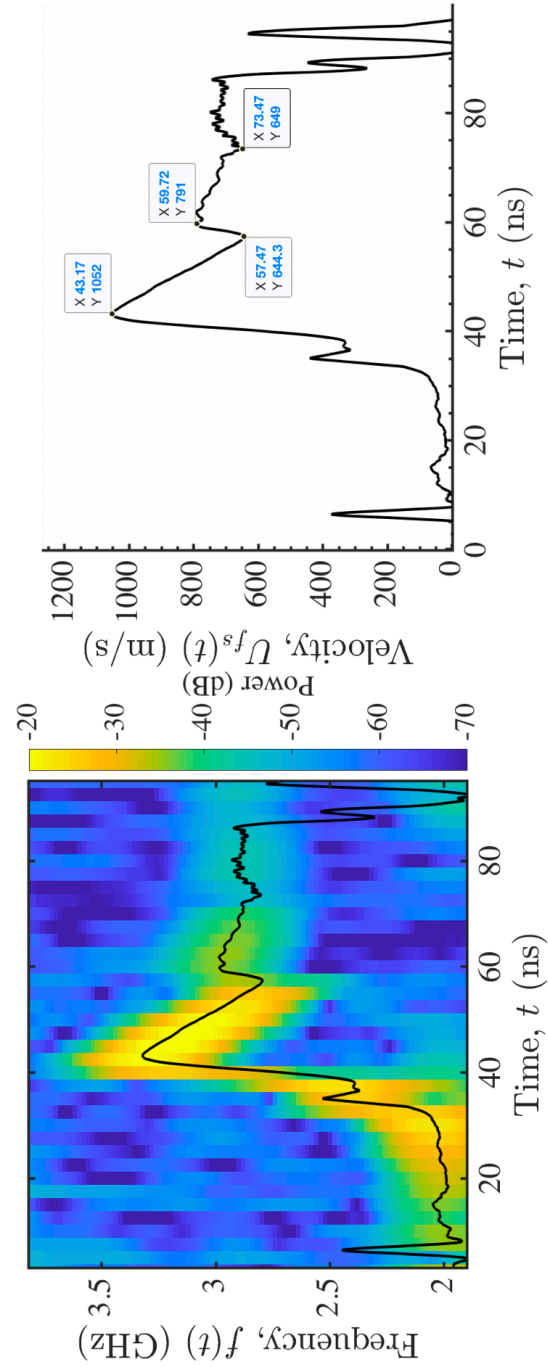 Frequency, f(t) (GHz)
3.5
3
2.5
2
20
40
60
80
Time, t (ns)
Power (dB)
-20
-30
-40
-50
-60
-70
Velocity, U_fs(t) (m/s)
1200
1000
800
600
400
200
0
0
20
40
60
80
Time, t (ns)
X 43.17
Y 1052
X 59.72
Y 791
X 57.47
Y 644.3
X 73.47
Y 649